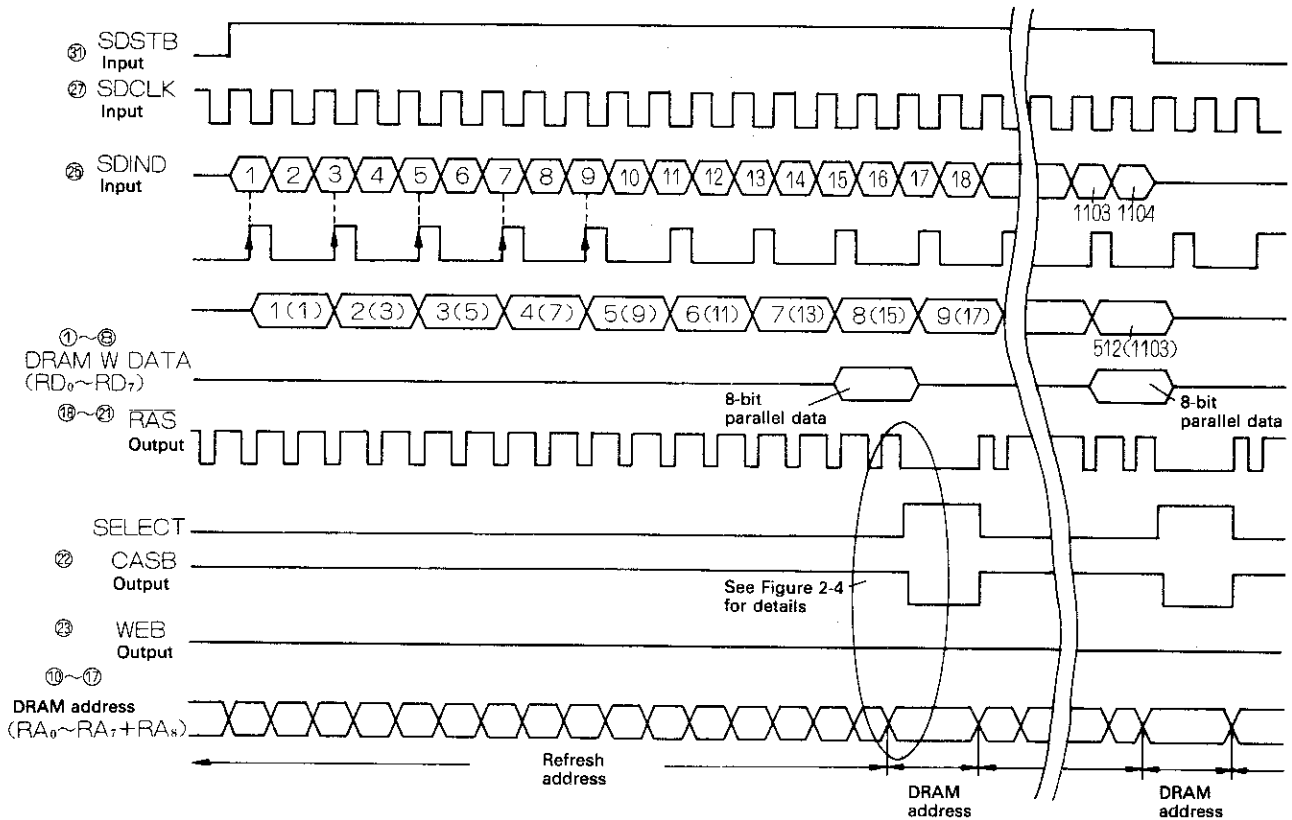 ㉛ SDSTB
Input
㉗ SDCLK
Input
㉕ SDIND
Input
1 2 3 4 5 6 7 8 9 10 11 12 13 14 15 16 17 18
1103 1104
1(1) 2(3) 3(5) 4(7) 5(9) 6(11) 7(13) 8(15) 9(17)
512(1103)
①~⑧
DRAM W DATA
(RD₀~RD₇)
8-bit
parallel data
8-bit
parallel data
⑱~㉑ R̅A̅S̅
Output
SELECT
㉒ CASB
Output
See Figure 2-4
for details
㉓ WEB
Output
⑩~⑰
DRAM address
(RA₀~RA₇+RA₈)
Refresh
address
DRAM
address
DRAM
address